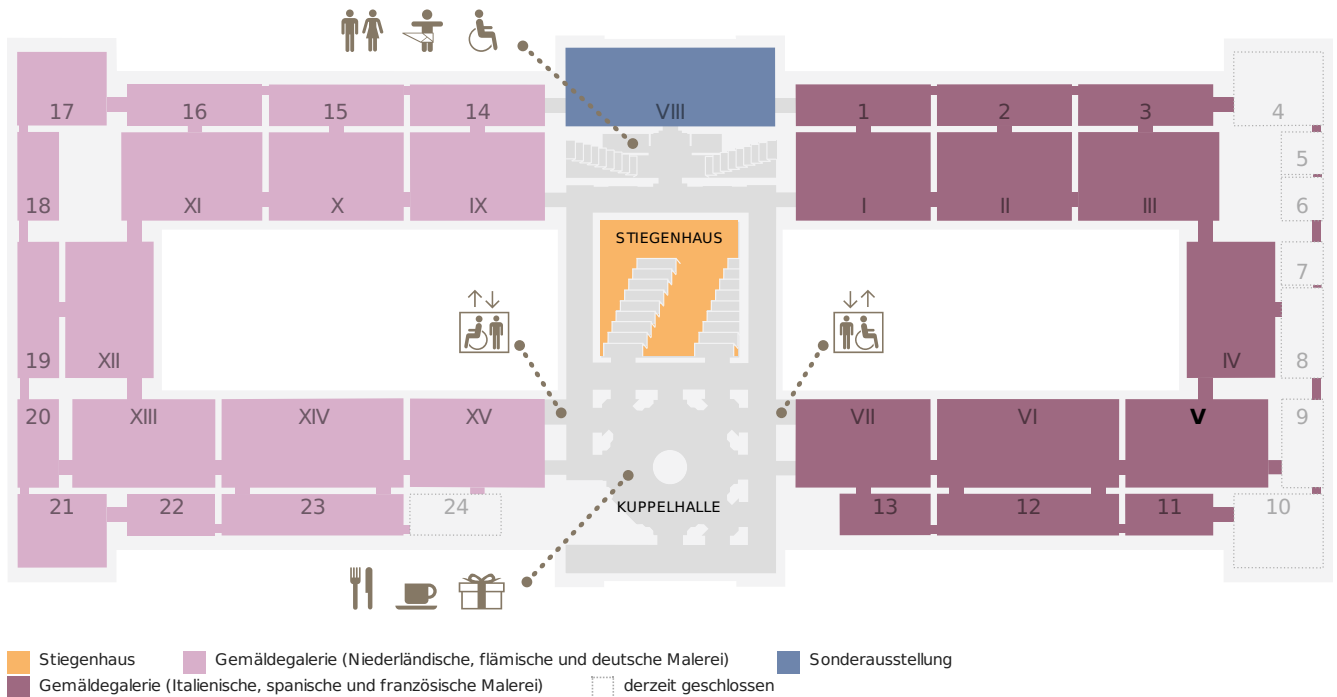 17 16 15 14 VIII 1 2 3 4
5
18 XI X IX I II III 6
STIEGENHAUS
7
19 XII IV 8
20 XIII XIV XV VII VI V 9
21 22 23 24 KUPPELHALLE 13 12 11 10
Stiegenhaus Gemäldegalerie (Niederländische, flämische und deutsche Malerei) Sonderausstellung
Gemäldegalerie (Italienische, spanische und französische Malerei) derzeit geschlossen